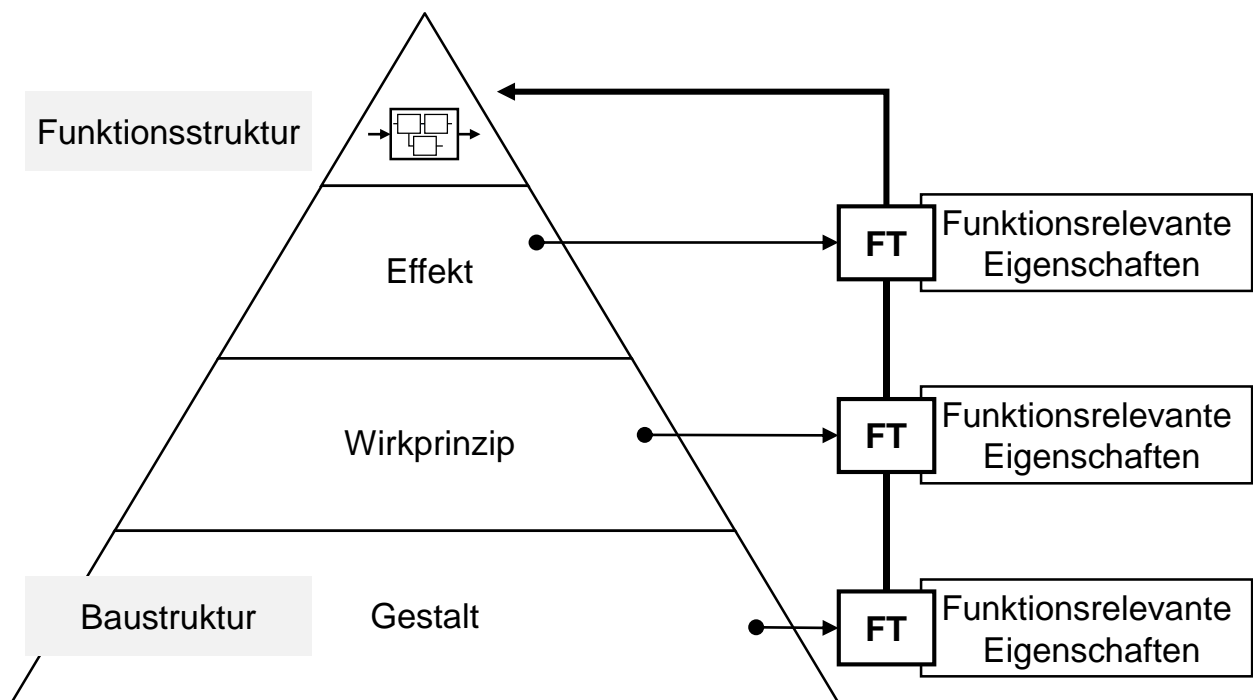 Funktionsstruktur
Effekt
FT
Funktionsrelevante
Eigenschaften
Wirkprinzip
FT
Funktionsrelevante
Eigenschaften
Baustruktur
Gestalt
FT
Funktionsrelevante
Eigenschaften